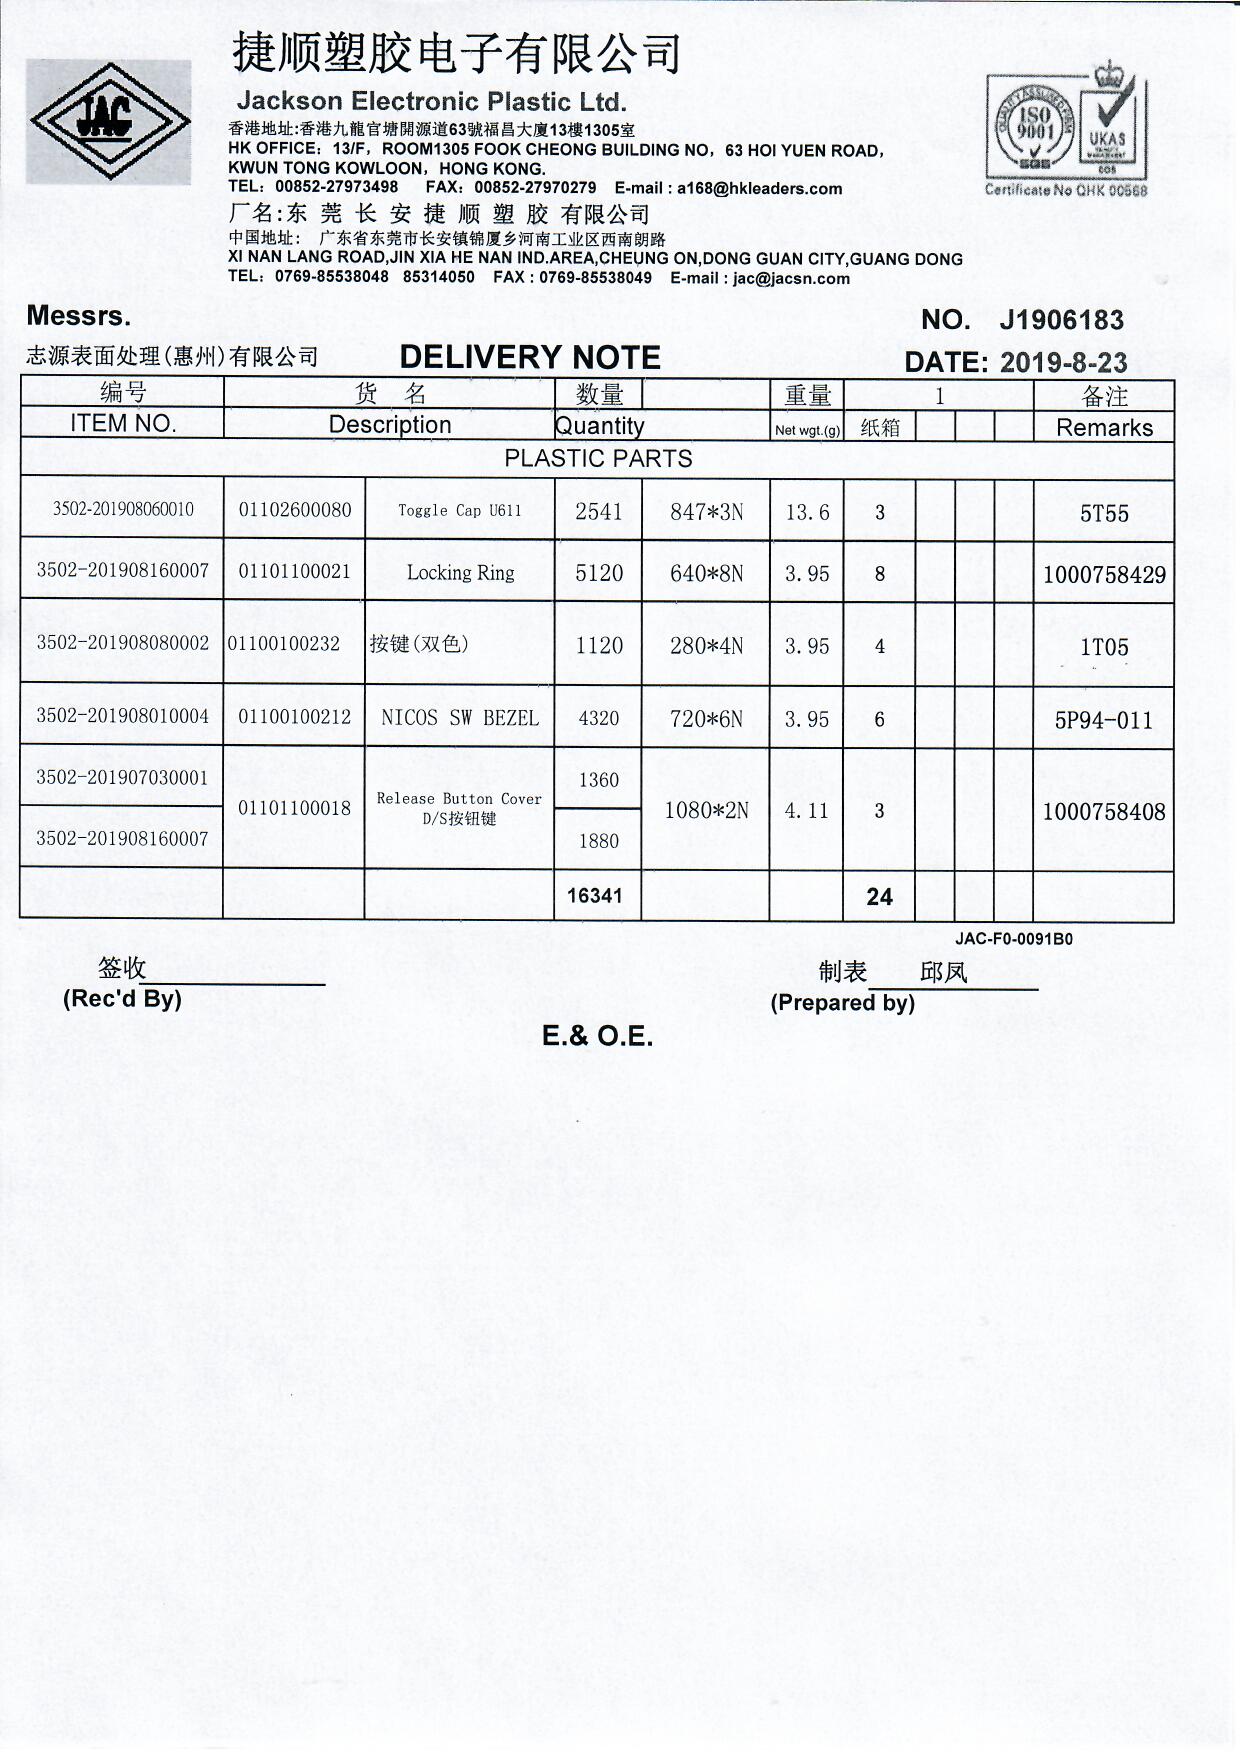 捷顺塑胶电子有限公司
JAC
Jackson Electronic Plastic Ltd.
香港地址:香港九龍官塘開源道63號福昌大廈13樓1305室
HK OFFICE: 13/F, ROOM1305 FOOK CHEONG BUILDING NO, 63 HOI YUEN ROAD,
KWUN TONG KOWLOON, HONG KONG.
TEL: 00852-27973498 FAX: 00852-27970279 E-mail : a168@hkleaders.com
厂名:东莞长安捷顺塑胶有限公司
中国地址: 广东省东莞市长安镇锦厦乡河南工业区西南朗路
XI NAN LANG ROAD,JIN XIA HE NAN IND.AREA,CHEUNG ON,DONG GUAN CITY,GUANG DONG
TEL: 0769-85538048 85314050 FAX : 0769-85538049 E-mail : jac@jacsn.com
ISO 9001
SGS
UKAS
Certificate No QHK 00568
Messrs.
NO. J1906183
志源表面处理(惠州)有限公司 DELIVERY NOTE DATE: 2019-8-23
编号 货 名 数量 重量 1 备注
ITEM NO. Description Quantity Net wgt.(g) 纸箱 Remarks
PLASTIC PARTS
3502-201908060010 01102600080 Toggle Cap U611 2541 847*3N 13.6 3 5T55
3502-201908160007 01101100021 Locking Ring 5120 640*8N 3.95 8 1000758429
3502-201908080002 01100100232 按键(双色) 1120 280*4N 3.95 4 1T05
3502-201908010004 01100100212 NICOS SW BEZEL 4320 720*6N 3.95 6 5P94-011
3502-201907030001 1360
01101100018 Release Button Cover D/S按钮键 1080*2N 4.11 3 1000758408
3502-201908160007 1880
16341 24
JAC-F0-0091B0
签收 制表 邱凤
(Rec'd By) (Prepared by)
E.& O.E.